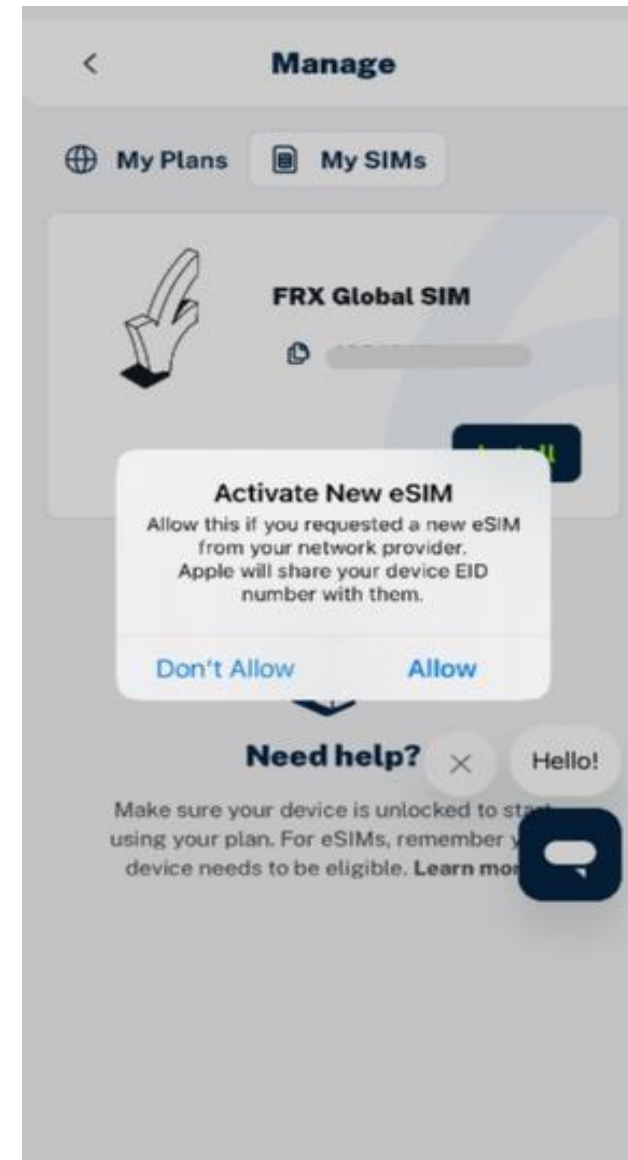 Manage
My Plans
My SIMs
FRX Global SIM
Activate New eSIM
Allow this if you requested a new eSIM
from your network provider.
Apple will share your device EID
number with them.
Don't Allow
Allow
Need help?
Hello!
Make sure your device is unlocked to
using your plan. For eSIMs, remember
device needs to be eligible. Learn